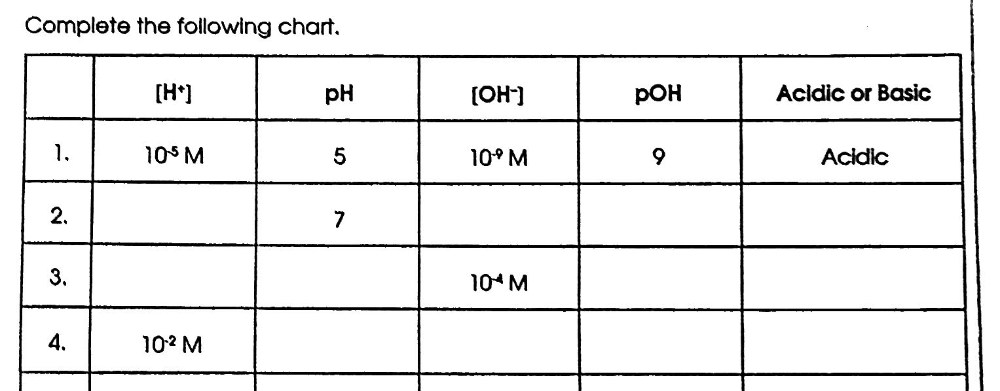 Complete the following chart.
[H⁺] pH [OH⁻] pOH Acidic or Basic
1. 10⁻⁵ M 5 10⁻⁹ M 9 Acidic
2. 7
3. 10⁻⁴ M
4. 10⁻² M